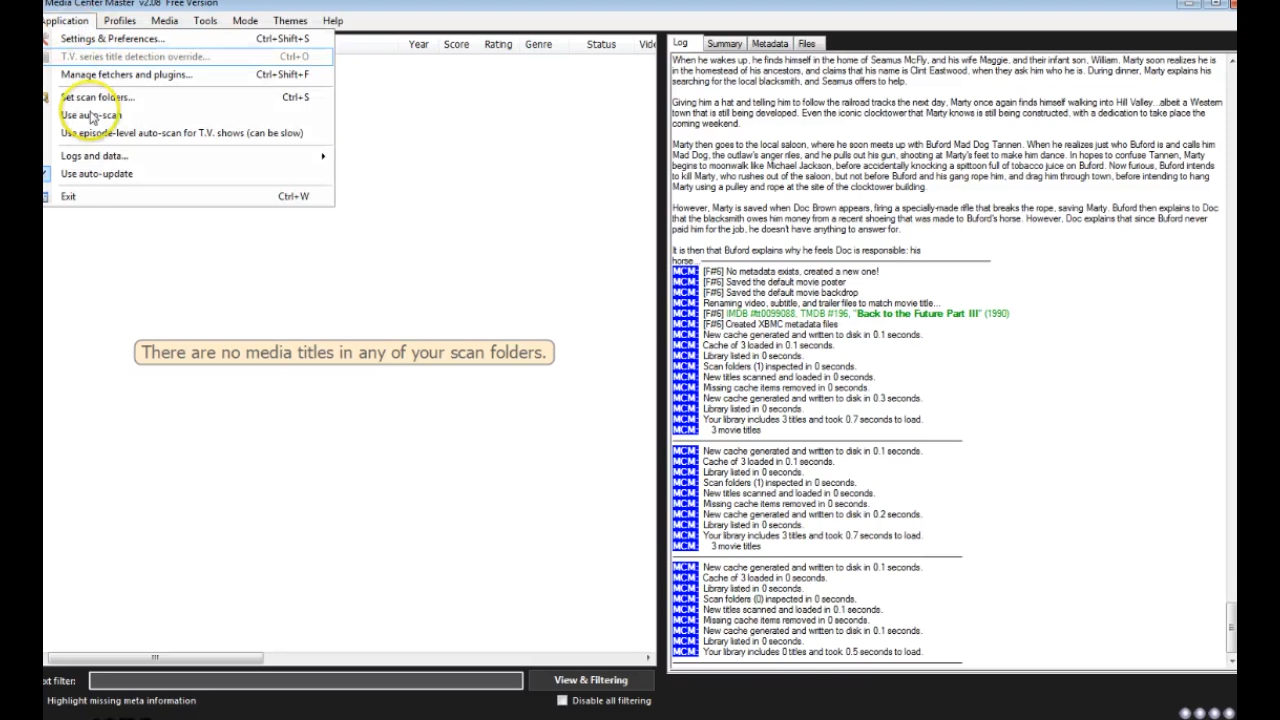 Media Center Master v2.08 Free Version
Application Profiles Media Tools Mode Themes Help
Settings & Preferences... Ctrl+Shift+S
T.V. series title detection override... Ctrl+O
Manage fetchers and plugins... Ctrl+Shift+F
Set scan folders... Ctrl+S
Use auto-scan
Use episode-level auto-scan for T.V. shows (can be slow)
Logs and data...
Use auto-update
Exit Ctrl+W
Year Score Rating Genre Status Vide
There are no media titles in any of your scan folders.
ext filter:
View & Filtering
Highlight missing meta information
Disable all filtering
Log Summary Metadata Files
When he wakes up, he finds himself in the home of Seamus McFly, and his wife Maggie, and their infant son, William. Marty soon realizes he is
in the homestead of his ancestors, and claims that his name is Clint Eastwood, when they ask him who he is. During dinner, Marty explains his
searching for the local blacksmith, and Seamus offers to help.
Giving him a hat and telling him to follow the railroad tracks the next day, Marty once again finds himself walking into Hill Valley...albeit a Western
town that is still being developed. Even the iconic clocktower that Marty knows is still being constructed, with a dedication to take place the
coming weekend.
Marty then goes to the local saloon, where he soon meets up with Buford Mad Dog Tannen. When he realizes just who Buford is and calls him
Mad Dog, the outlaw's anger riles, and he pulls out his gun, shooting at Marty's feet to make him dance. In hopes to confuse Tannen, Marty
begins to moonwalk like Michael Jackson, before accidentally knocking a spittoon full of tobacco juice on Buford. Now furious, Buford intends
to kill Marty, who rushes out of the saloon, but not before Buford and his gang rope him, and drag him through town, before intending to hang
Marty using a pulley and rope at the site of the clocktower building.
However, Marty is saved when Doc Brown appears, firing a specially-made rifle that breaks the rope, saving Marty. Buford then explains to Doc
that the blacksmith owes him money from a recent shoeing that was made to Buford's horse. However, Doc explains that since Buford never
paid him for the job, he doesn't have anything to answer for.
It is then that Buford explains why he feels Doc is responsible: his
horse...
MCM: [F#6] No metadata exists, created a new one!
MCM: [F#6] Saved the default movie poster
MCM: [F#6] Saved the default movie backdrop
MCM: Renaming video, subtitle, and trailer files to match movie title...
MCM: [F#6] IMDB #tt0099088, TMDB #196, "Back to the Future Part III" (1990)
MCM: [F#6] Created XBMC metadata files
MCM: New cache generated and written to disk in 0.1 seconds.
MCM: Cache of 3 loaded in 0.1 seconds.
MCM: Library listed in 0 seconds.
MCM: Scan folders (1) inspected in 0 seconds.
MCM: New titles scanned and loaded in 0 seconds.
MCM: Missing cache items removed in 0 seconds.
MCM: New cache generated and written to disk in 0.3 seconds.
MCM: Library listed in 0 seconds.
MCM: Your library includes 3 titles and took 0.7 seconds to load.
MCM: 3 movie titles
MCM: New cache generated and written to disk in 0.1 seconds.
MCM: Cache of 3 loaded in 0.1 seconds.
MCM: Library listed in 0 seconds.
MCM: Scan folders (1) inspected in 0 seconds.
MCM: New titles scanned and loaded in 0 seconds.
MCM: Missing cache items removed in 0 seconds.
MCM: New cache generated and written to disk in 0.2 seconds.
MCM: Library listed in 0 seconds.
MCM: Your library includes 3 titles and took 0.7 seconds to load.
MCM: 3 movie titles
MCM: New cache generated and written to disk in 0.1 seconds.
MCM: Cache of 3 loaded in 0 seconds.
MCM: Library listed in 0 seconds.
MCM: Scan folders (0) inspected in 0 seconds.
MCM: New titles scanned and loaded in 0.1 seconds.
MCM: Missing cache items removed in 0 seconds.
MCM: New cache generated and written to disk in 0.1 seconds.
MCM: Library listed in 0 seconds.
MCM: Your library includes 0 titles and took 0.5 seconds to load.